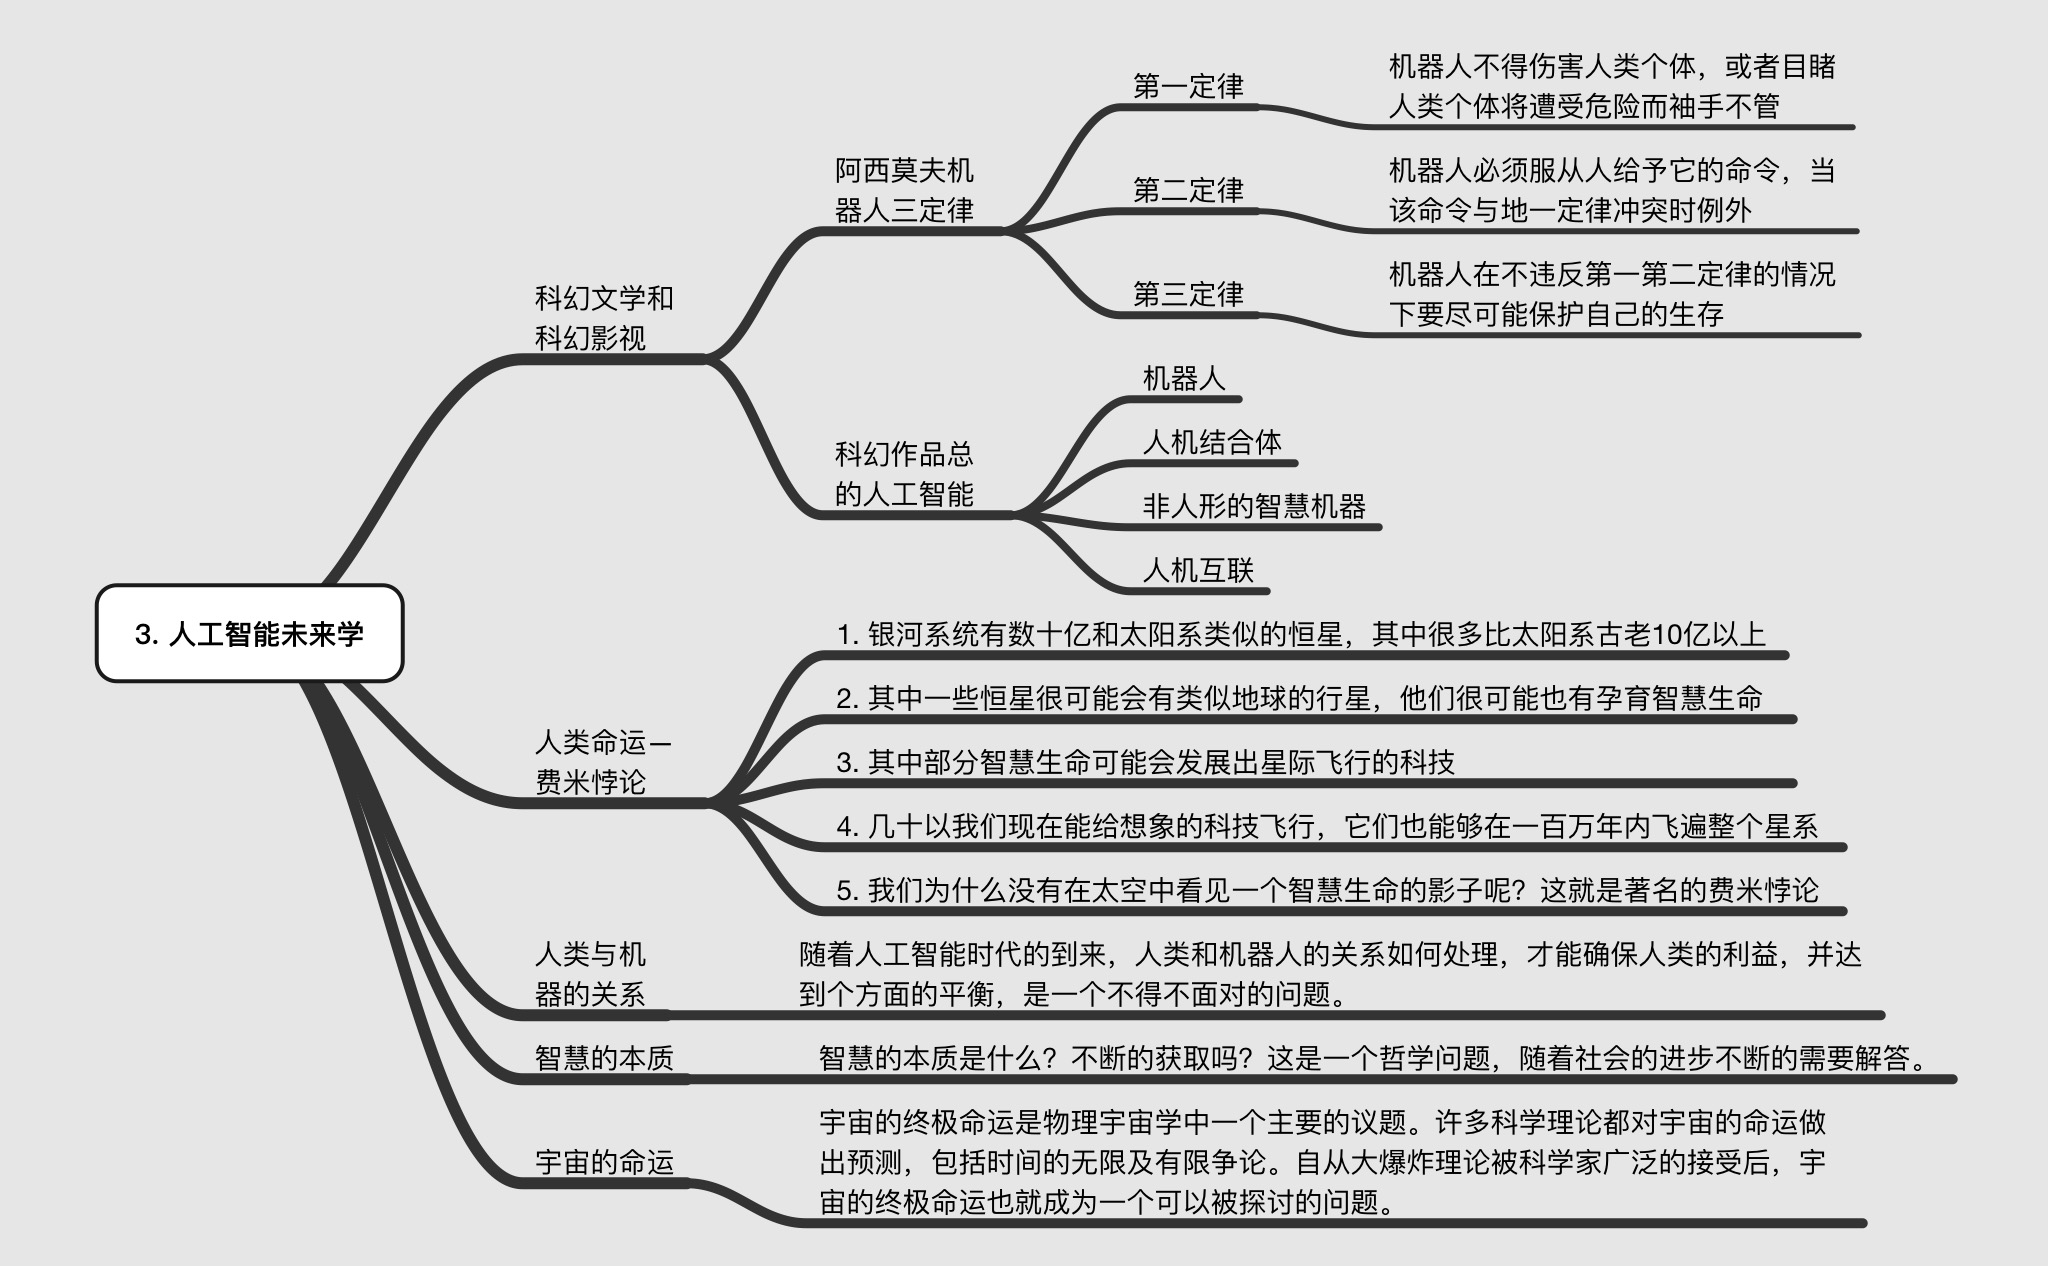 3. 人工智能未来学
科幻文学和
科幻影视
阿西莫夫机
器人三定律
第一定律
机器人不得伤害人类个体，或者目睹
人类个体将遭受危险而袖手不管
第二定律
机器人必须服从人给予它的命令，当
该命令与地一定律冲突时例外
第三定律
机器人在不违反第一第二定律的情况
下要尽可能保护自己的生存
科幻作品总
的人工智能
机器人
人机结合体
非人形的智慧机器
人机互联
人类命运—
费米悖论
1. 银河系统有数十亿和太阳系类似的恒星，其中很多比太阳系古老10亿以上
2. 其中一些恒星很可能会有类似地球的行星，他们很可能也有孕育智慧生命
3. 其中部分智慧生命可能会发展出星际飞行的科技
4. 几十以我们现在能给想象的科技飞行，它们也能够在一百万年内飞遍整个星系
5. 我们为什么没有在太空中看见一个智慧生命的影子呢？这就是著名的费米悖论
人类与机
器的关系
随着人工智能时代的到来，人类和机器人的关系如何处理，才能确保人类的利益，并达
到个方面的平衡，是一个不得不面对的问题。
智慧的本质
智慧的本质是什么？不断的获取吗？这是一个哲学问题，随着社会的进步不断的需要解答。
宇宙的命运
宇宙的终极命运是物理宇宙学中一个主要的议题。许多科学理论都对宇宙的命运做
出预测，包括时间的无限及有限争论。自从大爆炸理论被科学家广泛的接受后，宇
宙的终极命运也就成为一个可以被探讨的问题。